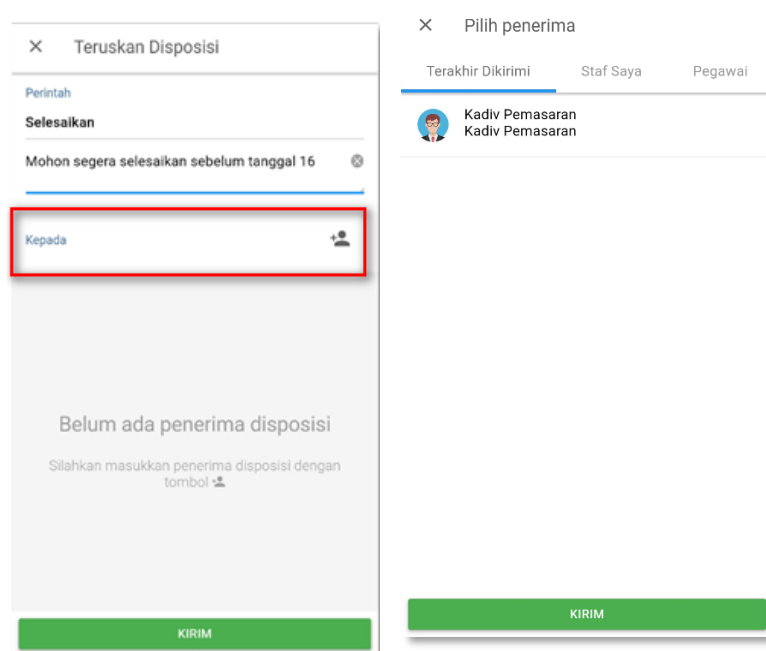 Teruskan Disposisi
Perintah
Selesaikan
Mohon segera selesaikan sebelum tanggal 16
Kepada
Belum ada penerima disposisi
Silahkan masukkan penerima disposisi dengan
tombol
KIRIM
Pilih penerima
Terakhir Dikirimi Staf Saya Pegawai
Kadiv Pemasaran
Kadiv Pemasaran
KIRIM